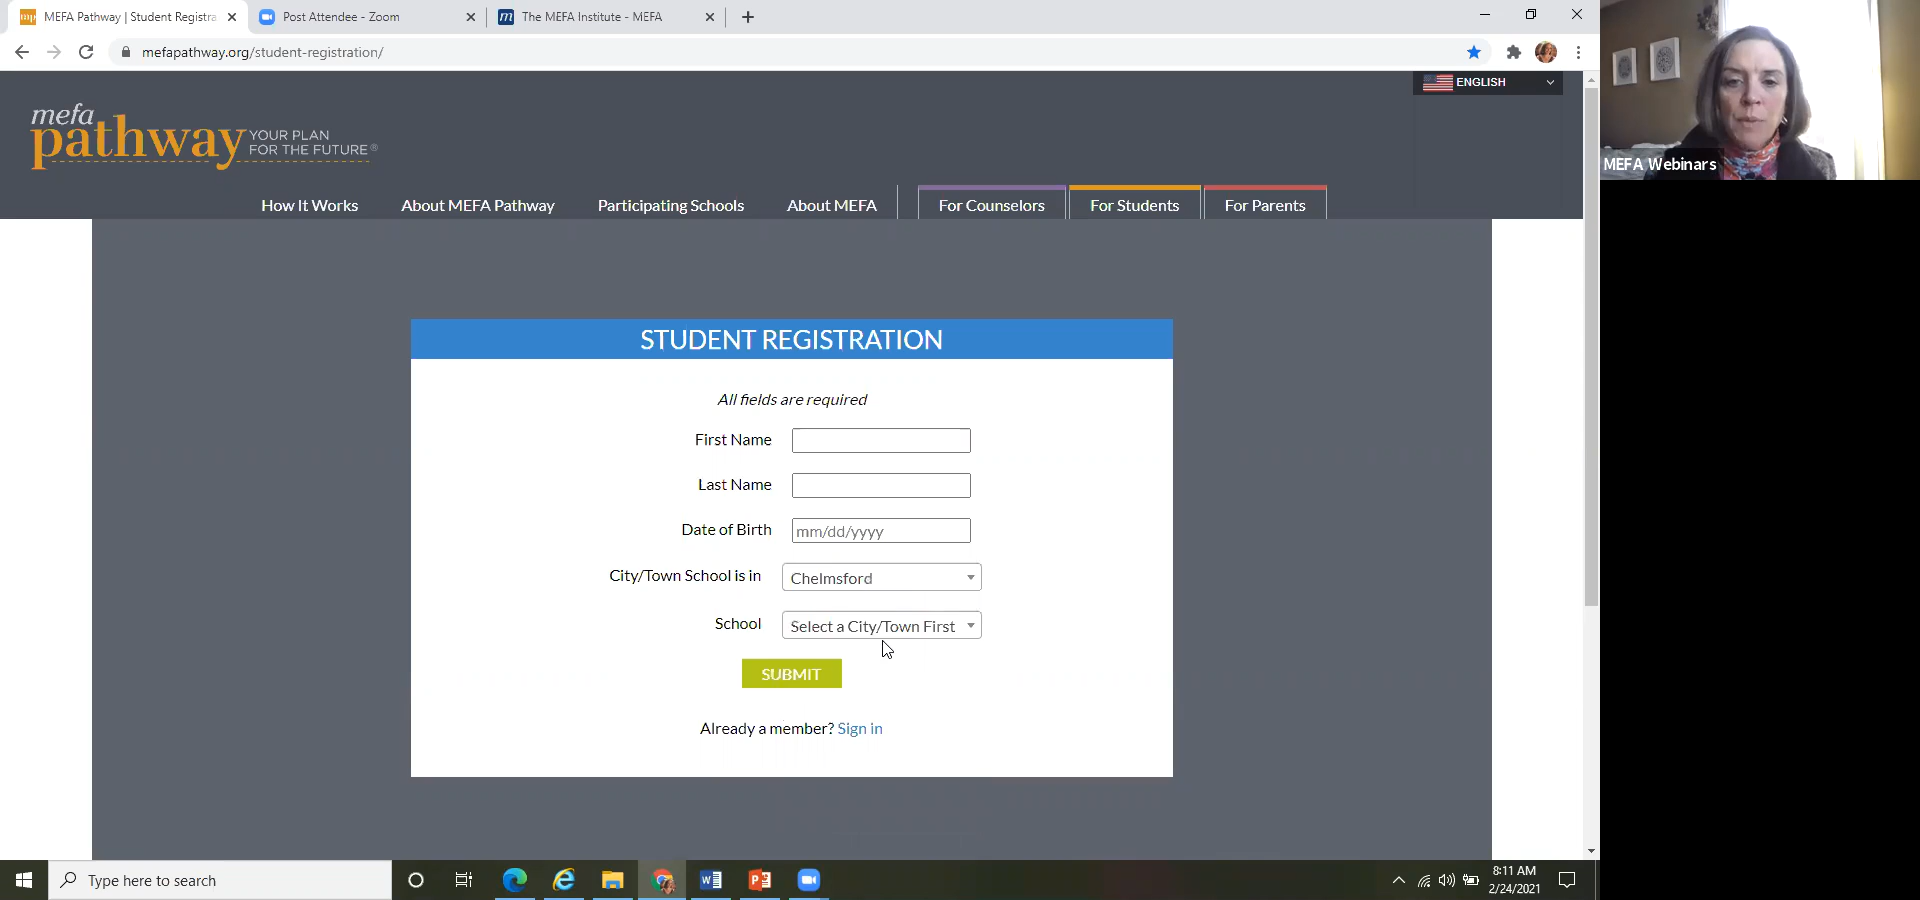 MEFA Pathway | Student Registra
Post Attendee - Zoom
The MEFA Institute - MEFA
mefapathway.org/student-registration/
ENGLISH
mefa
pathway
YOUR PLAN
FOR THE FUTURE®
How It Works
About MEFA Pathway
Participating Schools
About MEFA
For Counselors
For Students
For Parents
MEFA Webinars
STUDENT REGISTRATION
All fields are required
First Name
Last Name
Date of Birth mm/dd/yyyy
City/Town School is in Chelmsford
School Select a City/Town First
SUBMIT
Already a member? Sign in
Type here to search
8:11 AM
2/24/2021